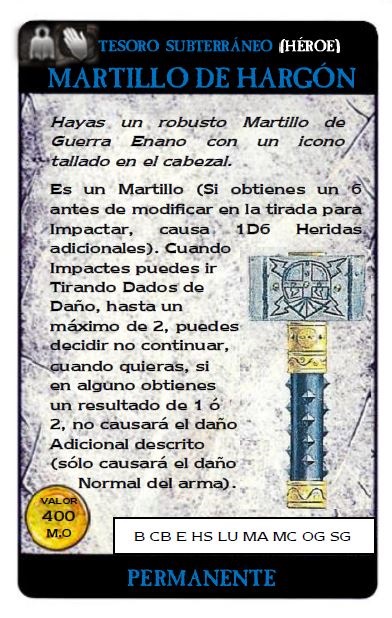 TESORO SUBTERRÁNEO (HÉROE)
MARTILLO DE HARGÓN
Hayas un robusto Martillo de
Guerra Enano con un icono
tallado en el cabezal.
Es un Martillo (Si obtienes un 6
antes de modificar en la tirada para
Impactar, causa 1D6 Heridas
adicionales). Cuando
Impactes puedes ir
Tirando Dados de
Daño, hasta un
máximo de 2, puedes
decidir no continuar,
cuando quieras, si
en alguno obtienes
un resultado de 1 ó
2, no causará el daño
Adicional descrito
(sólo causará el daño
Normal del arma).
VALOR
400
M.O
B CB E HS LU MA MC OG SG
PERMANENTE